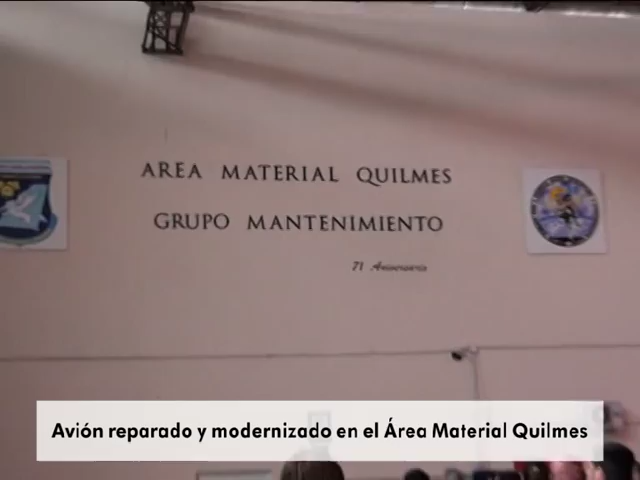 AREA MATERIAL QUILMES
GRUPO MANTENIMIENTO
71 Aniversario
Avión reparado y modernizado en el Área Material Quilmes